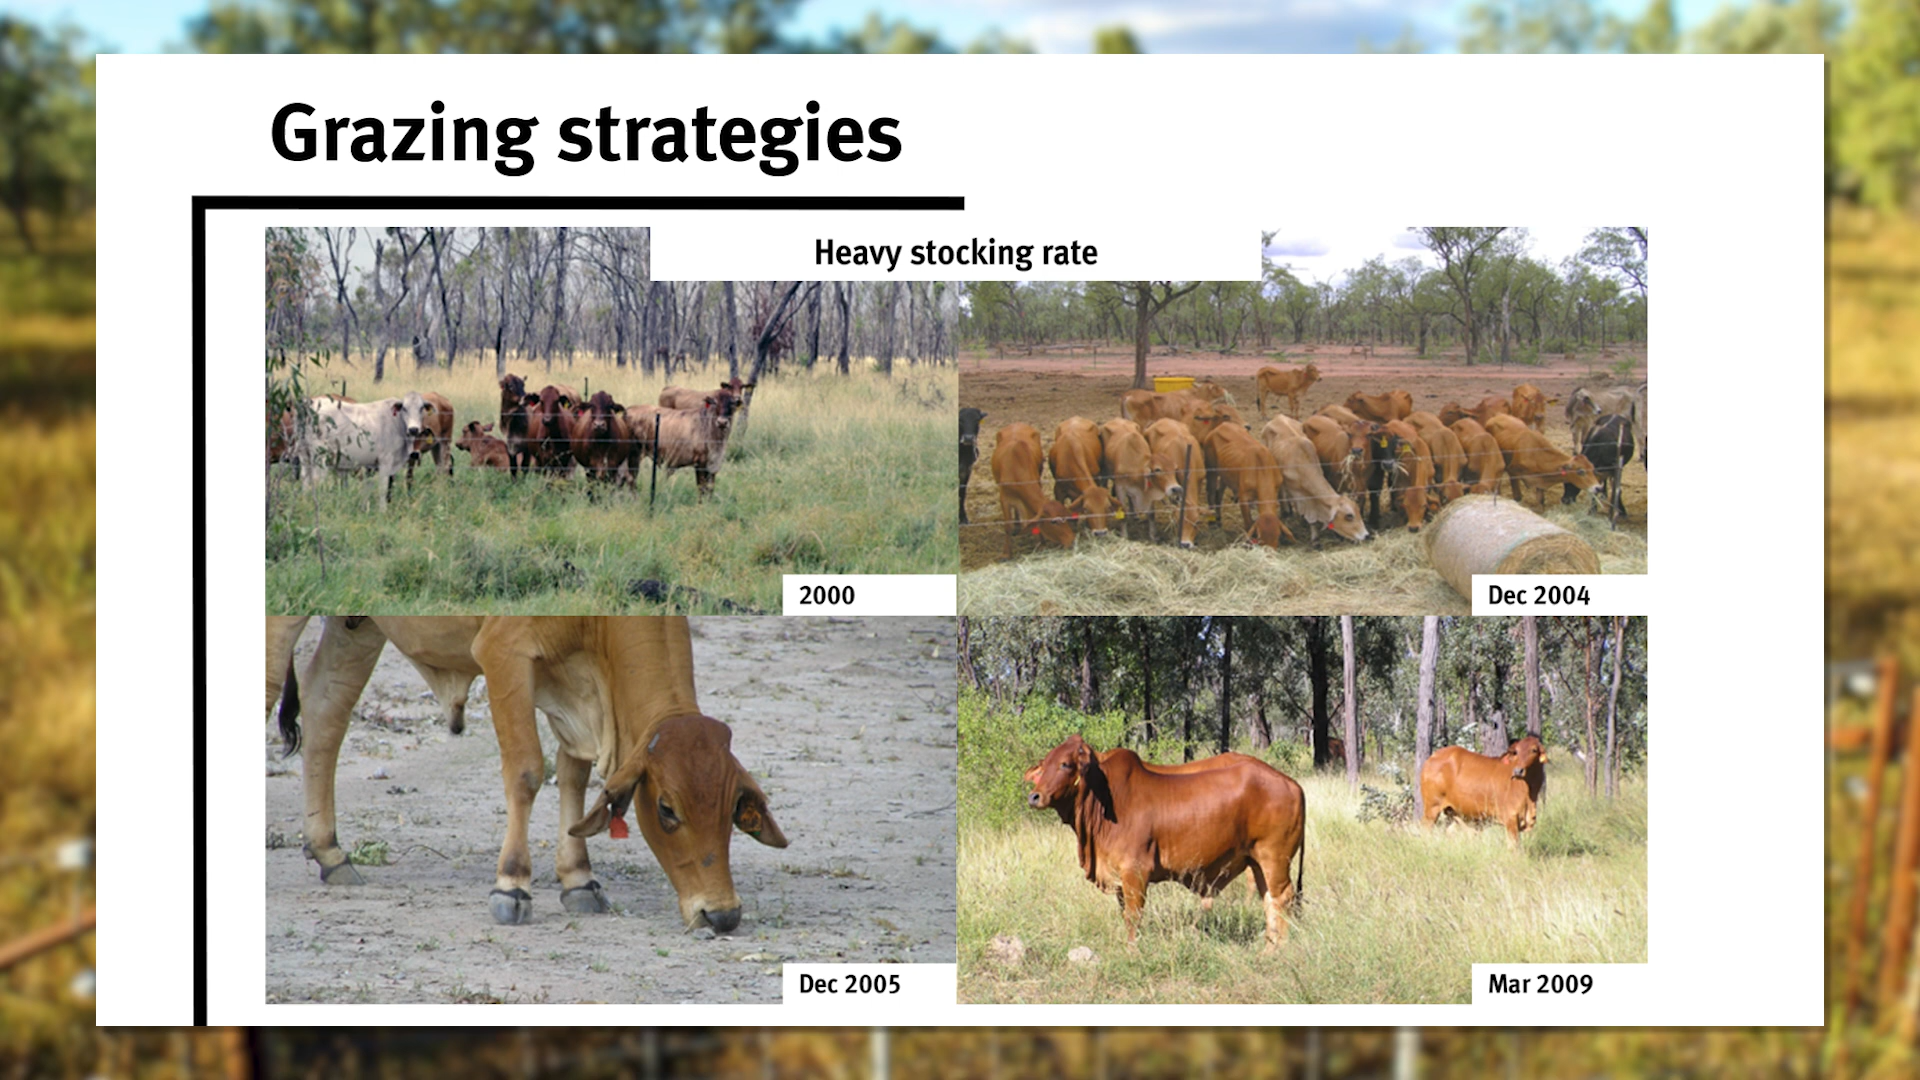 Grazing strategies
Heavy stocking rate
2000
Dec 2004
Dec 2005
Mar 2009